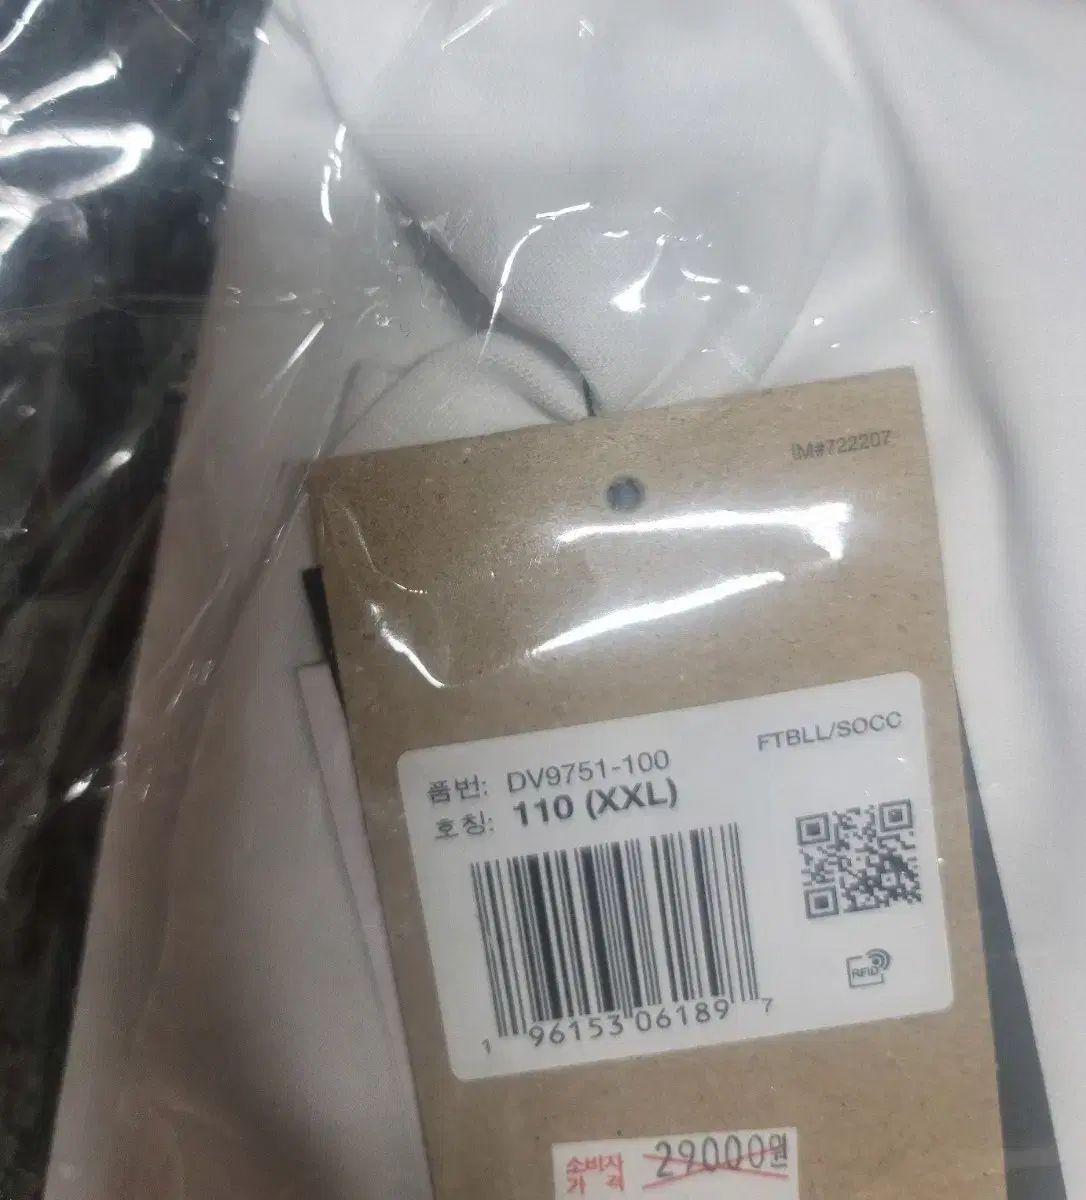 IM#722207
FTBLL/SOCC
품번: DV9751-100
호칭: 110 (XXL)
RFID
1 96153 06189 7
소비자 29000원
가 격